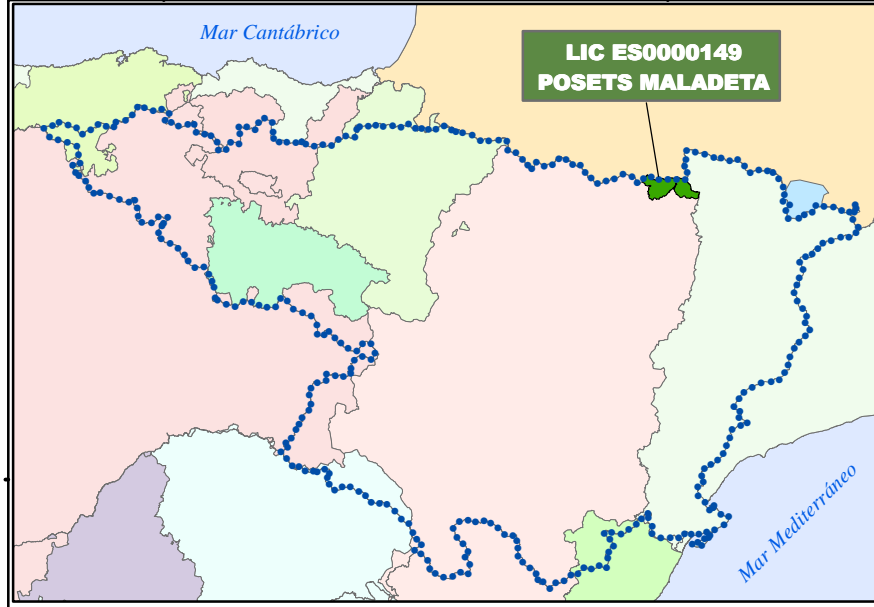 Mar Cantábrico
LIC ES0000149
POSETS MALADETA
Mar Mediterráneo